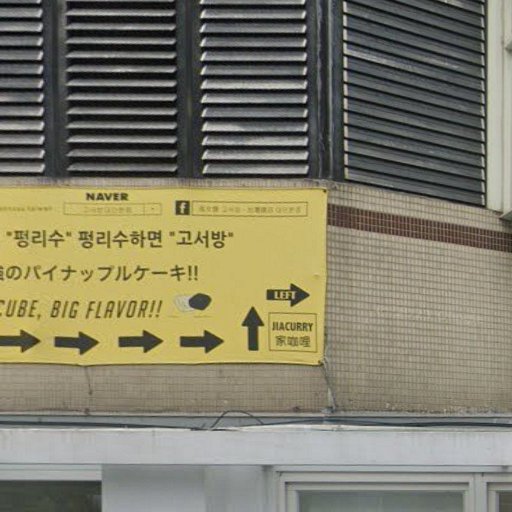 NAVER
"펑리수" 펑리수하면 "고서방"
のパイナップルケーキ!!
CUBE, BIG FLAVOR!!
LEFT
JIACURRY
家咖哩